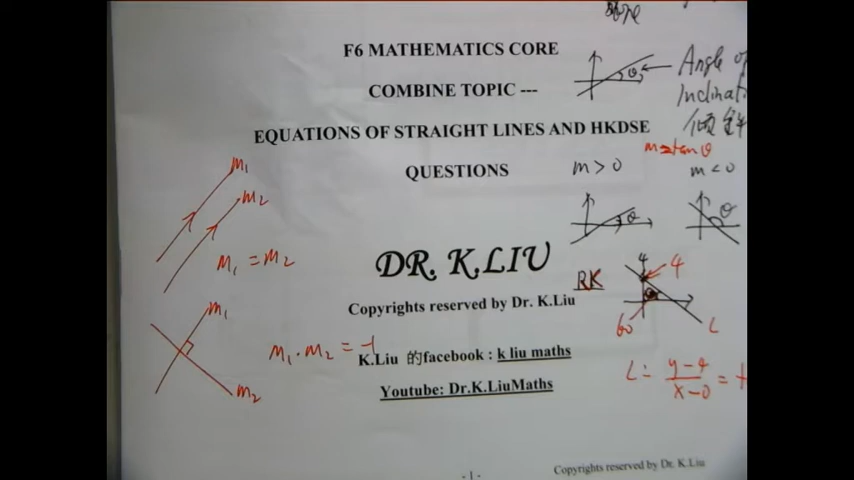 F6 MATHEMATICS CORE
COMBINE TOPIC ---
EQUATIONS OF STRAIGHT LINES AND HKDSE
QUESTIONS
DR. K.LIU
Copyrights reserved by Dr. K.Liu
K.Liu 的facebook : k liu maths
Youtube: Dr.K.LiuMaths
- 1 -
Copyrights reserved by Dr. K.Liu
m₁
m₂
m₁ = m₂
m₁
m₁ · m₂ = -1
m₂
θ
Angle of
m = tan θ
m > 0
m < 0
θ
θ
RK
4
4
60
L
L: y-4
x-0 =